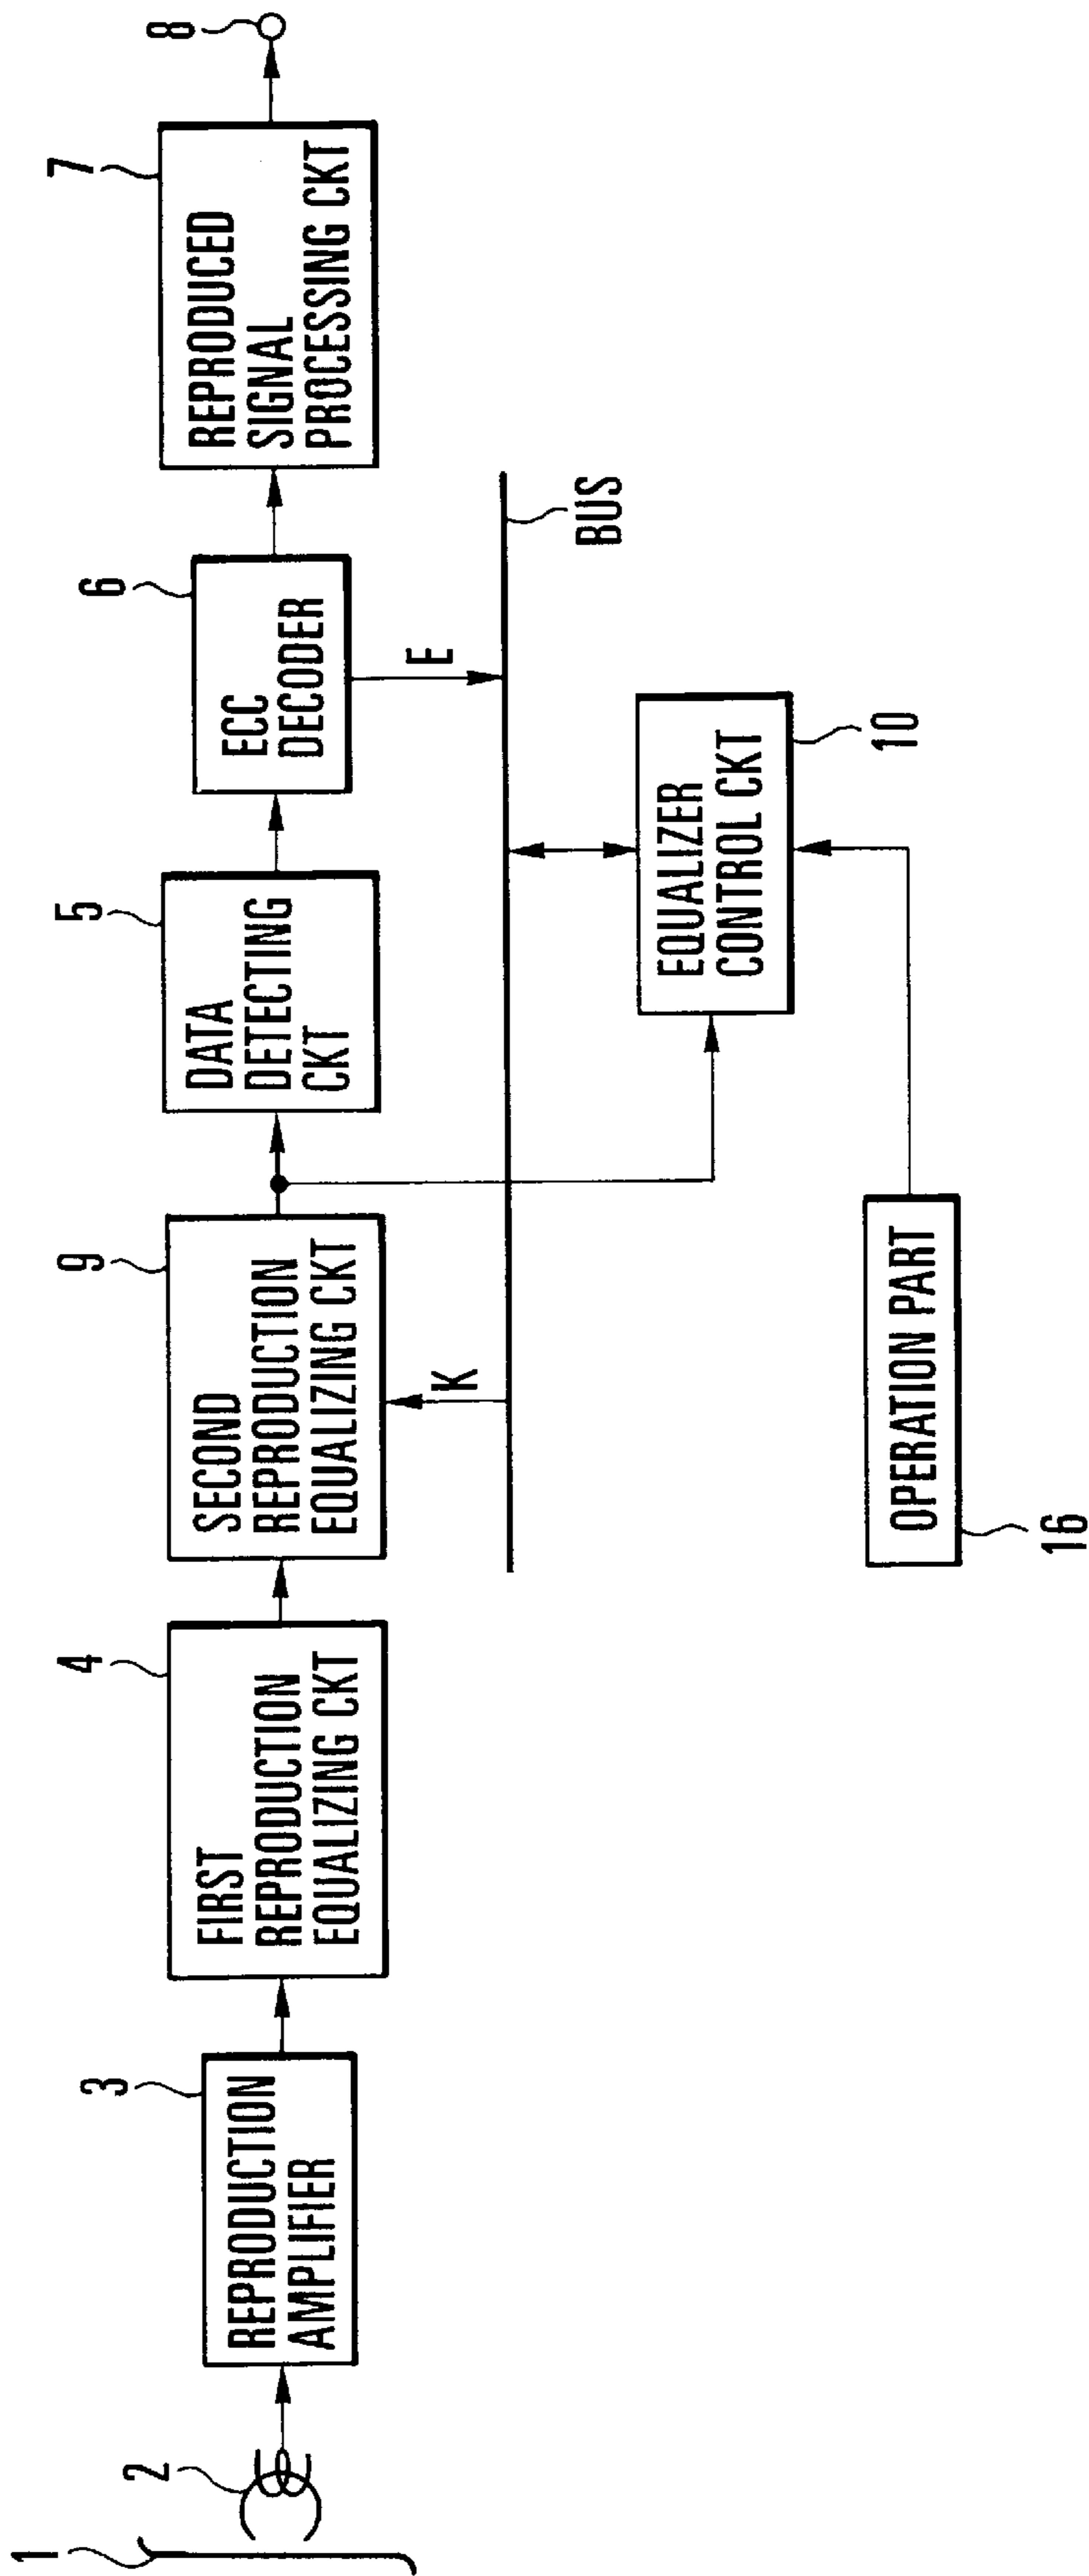 1
2
3
REPRODUCTION
AMPLIFIER
4
FIRST
REPRODUCTION
EQUALIZING CKT
9
SECOND
REPRODUCTION
EQUALIZING CKT
K
5
DATA
DETECTING
CKT
6
ECC
DECODER
E
7
REPRODUCED
SIGNAL
PROCESSING CKT
8
BUS
EQUALIZER
CONTROL CKT
10
OPERATION PART
16